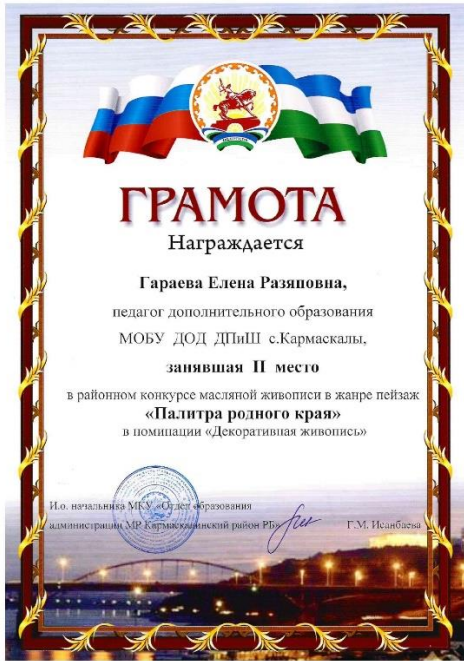 ГРАМОТА
Награждается
Гараева Елена Разяповна,
педагог дополнительного образования
МОБУ ДОД ДПиШ с.Кармаскалы,
занявшая II место
в районном конкурсе масляной живописи в жанре пейзаж
«Палитра родного края»
в номинации «Декоративная живопись»
И.о. начальника МКУ «Отдел образования
администрации МР Кармаскалинский район РБ» Г.М. Исанбаева